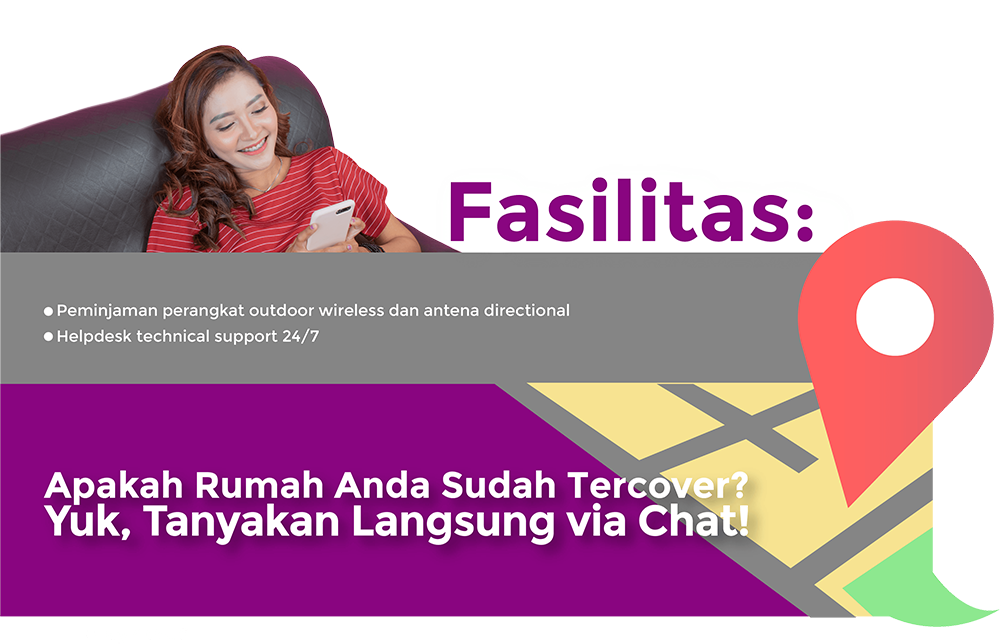 Fasilitas:
● Peminjaman perangkat outdoor wireless dan antena directional
● Helpdesk technical support 24/7
Apakah Rumah Anda Sudah Tercover?
Yuk, Tanyakan Langsung via Chat!